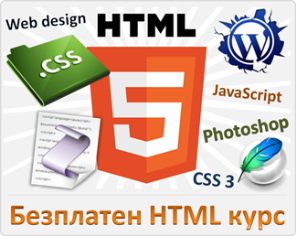 Web design
HTML
.CSS
5
JavaScript
Photoshop
CSS 3
Безплатен HTML курс